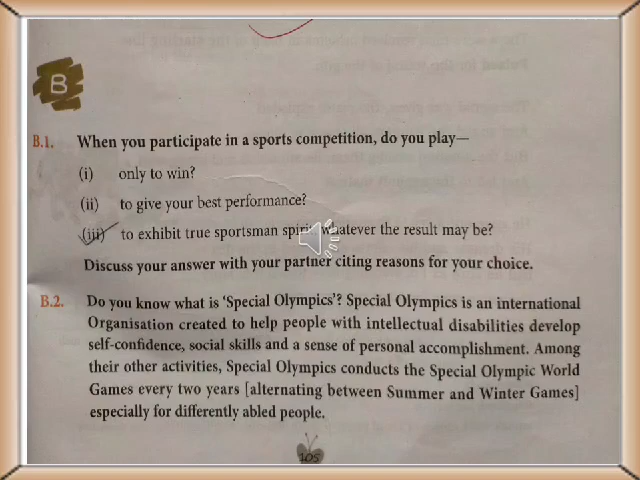 B
B.1. When you participate in a sports competition, do you play—
(i) only to win?
(ii) to give your best performance?
(iii) to exhibit true sportsman spirit whatever the result may be?
Discuss your answer with your partner citing reasons for your choice.
B.2. Do you know what is ‘Special Olympics’? Special Olympics is an international
Organisation created to help people with intellectual disabilities develop
self-confidence, social skills and a sense of personal accomplishment. Among
their other activities, Special Olympics conducts the Special Olympic World
Games every two years [alternating between Summer and Winter Games]
especially for differently abled people.
105